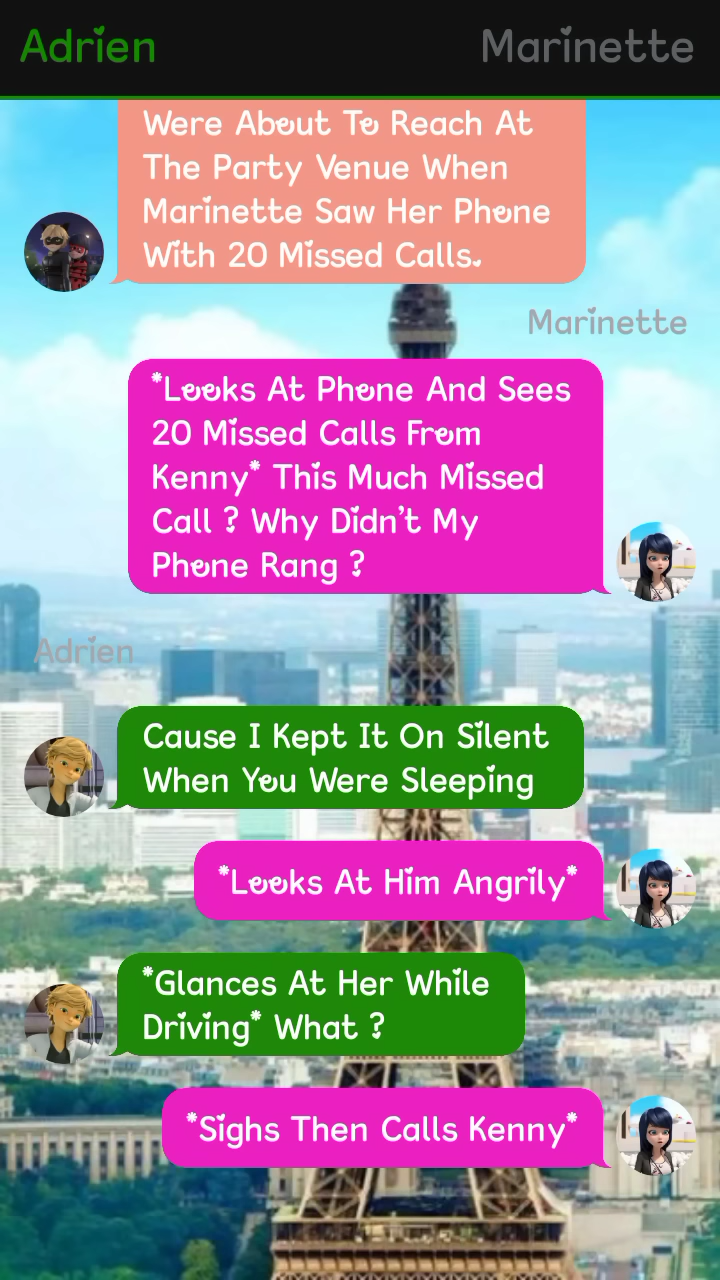 Adrien
Marinette
Were About To Reach At
The Party Venue When
Marinette Saw Her Phone
With 20 Missed Calls.
Marinette
*Looks At Phone And Sees
20 Missed Calls From
Kenny* This Much Missed
Call ? Why Didn't My
Phone Rang ?
Adrien
Cause I Kept It On Silent
When You Were Sleeping
*Looks At Him Angrily*
*Glances At Her While
Driving* What ?
*Sighs Then Calls Kenny*